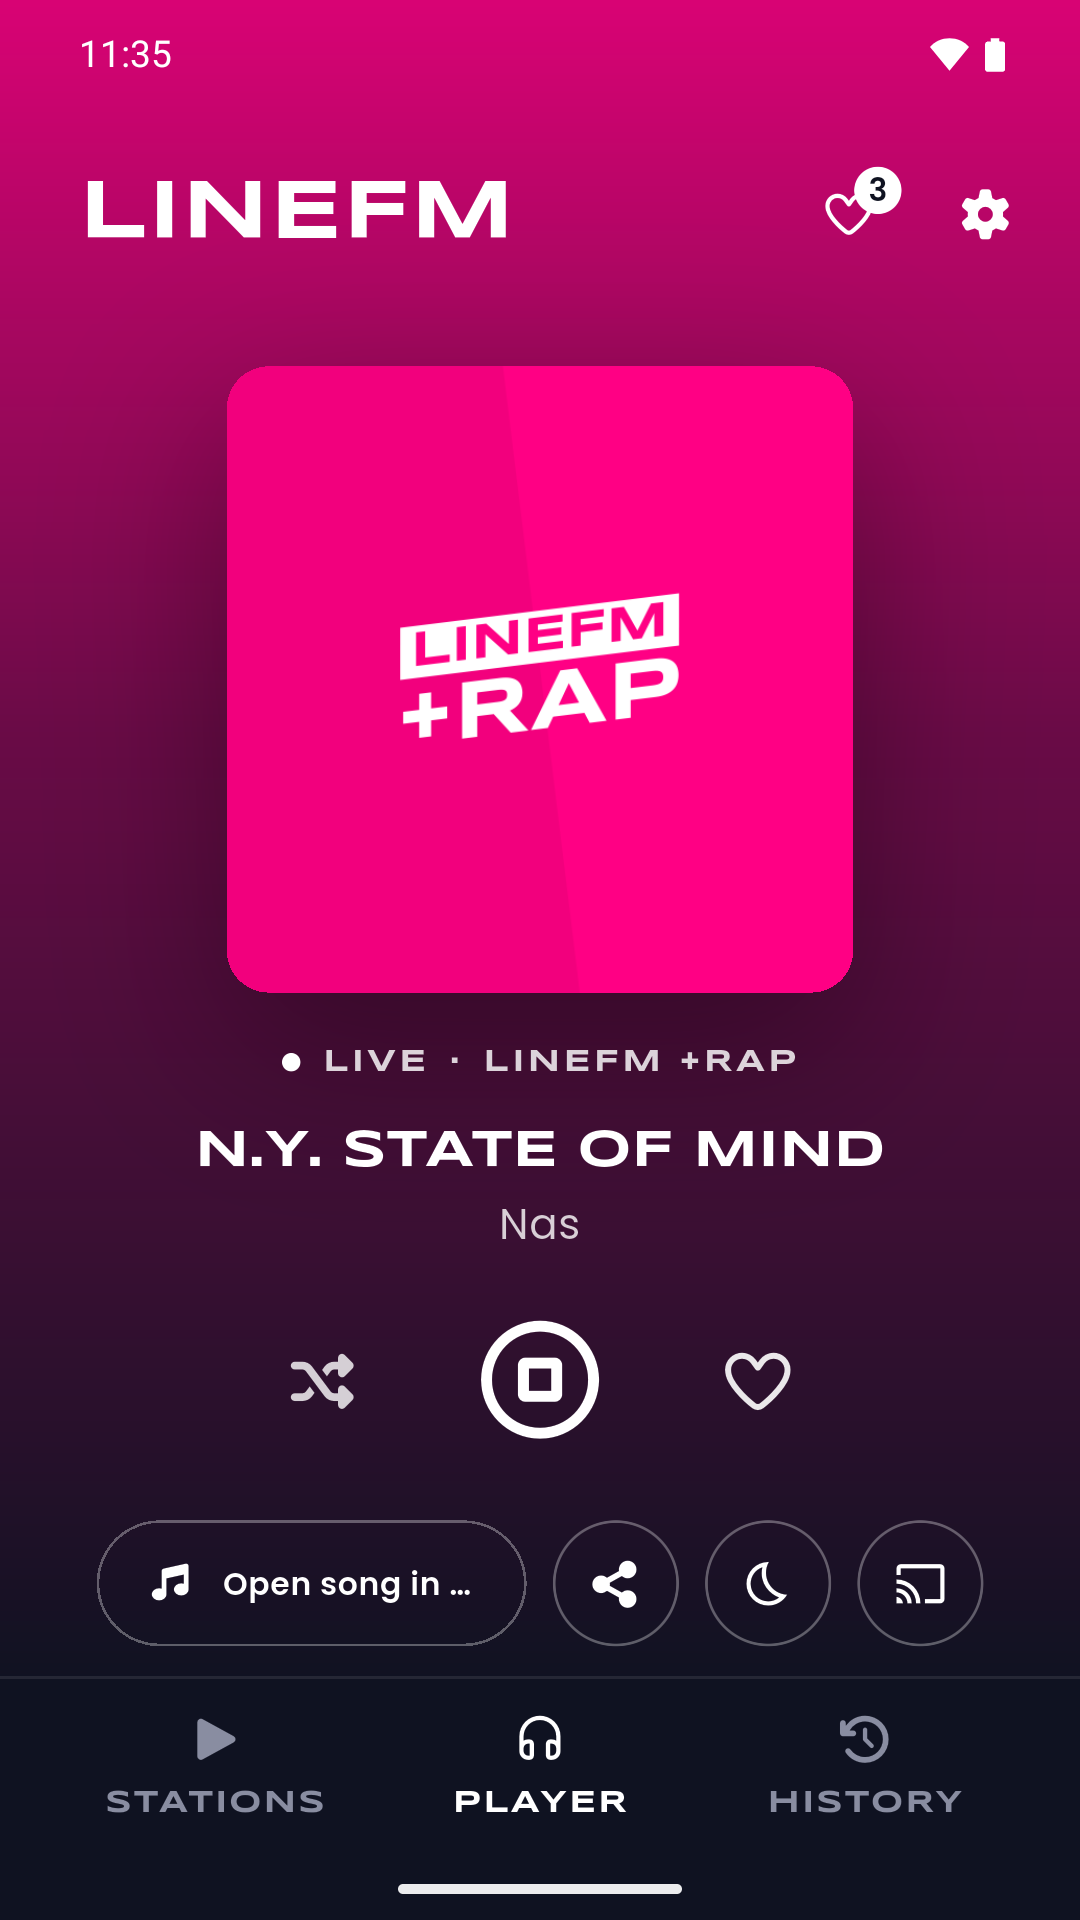 11:35
LINEFM
3
LINEFM
+RAP
LIVE · LINEFM +RAP
N.Y. STATE OF MIND
Nas
Open song in ...
STATIONS
PLAYER
HISTORY